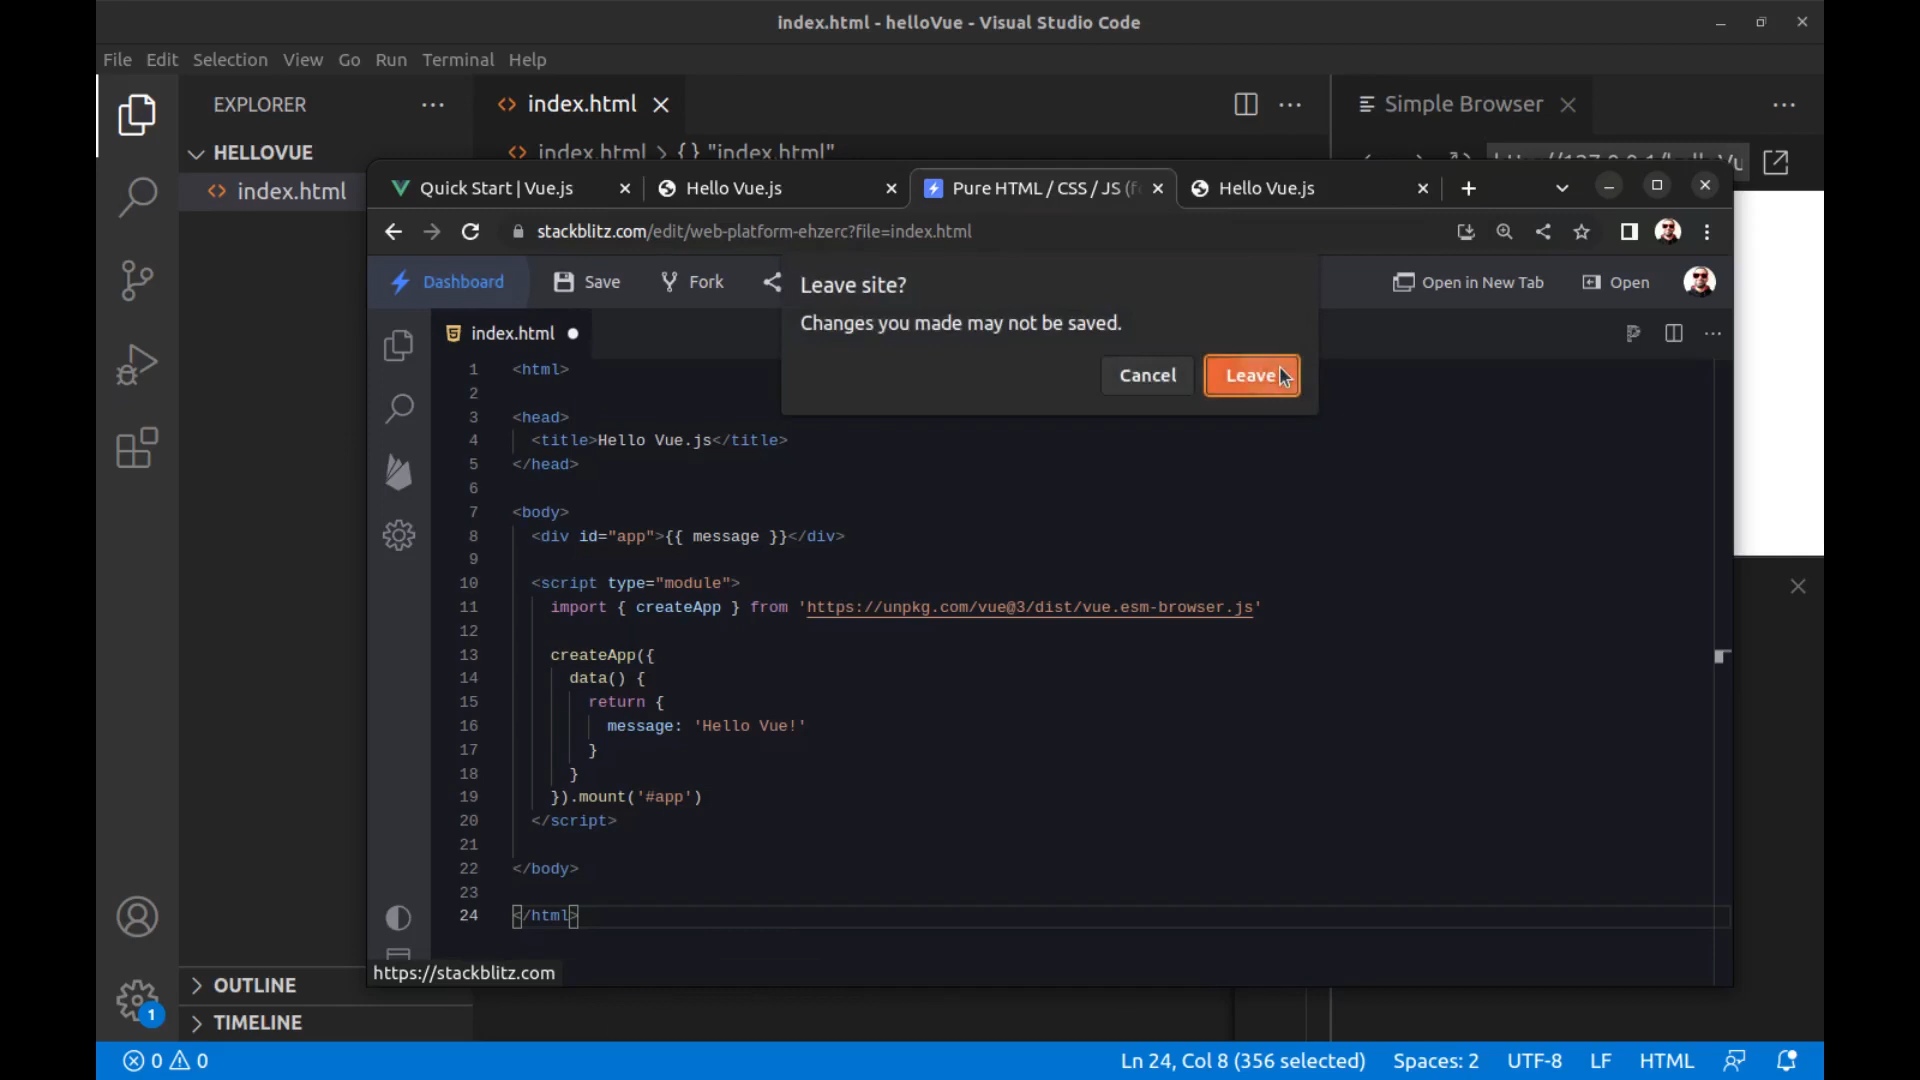 index.html - helloVue - Visual Studio Code
File Edit Selection View Go Run Terminal Help
EXPLORER
index.html
Simple Browser
HELLOVUE
index.html > {} "index.html"
index.html
Quick Start | Vue.js
Hello Vue.js
Pure HTML / CSS / JS
Hello Vue.js
stackblitz.com/edit/web-platform-ehzerc?file=index.html
Dashboard
Save
Fork
Open in New Tab
Open
Leave site?
Changes you made may not be saved.
Cancel
Leave
index.html
1 <html>
2
3 <head>
4 <title>Hello Vue.js</title>
5 </head>
6
7 <body>
8 <div id="app">{{ message }}</div>
9
10 <script type="module">
11 import { createApp } from 'https://unpkg.com/vue@3/dist/vue.esm-browser.js'
12
13 createApp({
14 data() {
15 return {
16 message: 'Hello Vue!'
17 }
18 }
19 }).mount('#app')
20 </script>
21
22 </body>
23
24 </html>
https://stackblitz.com
OUTLINE
TIMELINE
1
0 0
Ln 24, Col 8 (356 selected)
Spaces: 2
UTF-8
LF
HTML